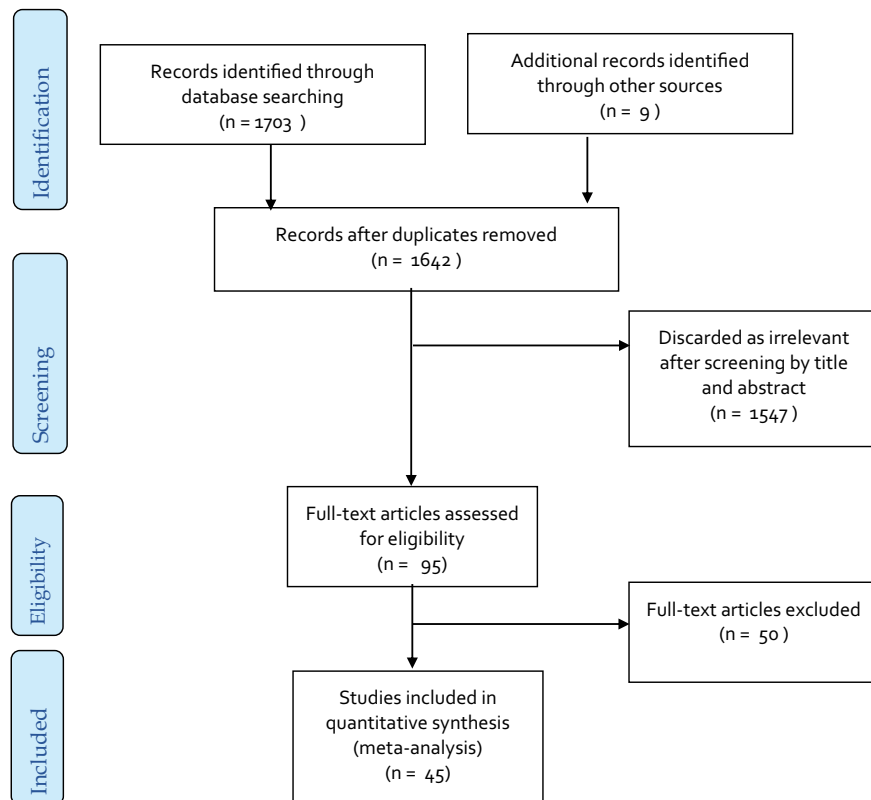 Identification
Records identified through
database searching
(n = 1703 )
Additional records identified
through other sources
(n = 9 )
Records after duplicates removed
(n = 1642 )
Screening
Discarded as irrelevant
after screening by title
and abstract
(n = 1547 )
Eligibility
Full-text articles assessed
for eligibility
(n = 95)
Full-text articles excluded
(n = 50 )
Included
Studies included in
quantitative synthesis
(meta-analysis)
(n = 45)